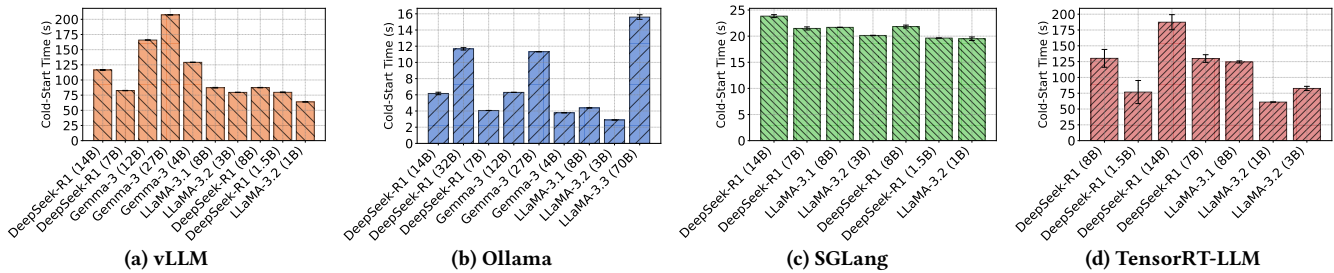 Cold-Start Time (s)
200
175
150
125
100
75
50
25
0
DeepSeek-R1 (14B)
DeepSeek-R1 (7B)
Gemma-3 (12B)
Gemma-3 (27B)
Gemma-3 (4B)
LLaMA-3.1 (8B)
LLaMA-3.2 (3B)
DeepSeek-R1 (8B)
DeepSeek-R1 (1.5B)
LLaMA-3.2 (1B)
(a) vLLM
Cold-Start Time (s)
16
14
12
10
8
6
4
2
0
DeepSeek-R1 (14B)
DeepSeek-R1 (32B)
DeepSeek-R1 (7B)
Gemma-3 (12B)
Gemma-3 (27B)
Gemma-3 (4B)
LLaMA-3.1 (8B)
LLaMA-3.2 (3B)
LLaMA-3.3 (70B)
(b) Ollama
Cold-Start Time (s)
25
20
15
10
5
0
DeepSeek-R1 (14B)
DeepSeek-R1 (7B)
LLaMA-3.1 (8B)
LLaMA-3.2 (3B)
DeepSeek-R1 (8B)
DeepSeek-R1 (1.5B)
LLaMA-3.2 (1B)
(c) SGLang
Cold-Start Time (s)
200
175
150
125
100
75
50
25
0
DeepSeek-R1 (8B)
DeepSeek-R1 (1.5B)
DeepSeek-R1 (14B)
DeepSeek-R1 (7B)
LLaMA-3.1 (8B)
LLaMA-3.2 (1B)
LLaMA-3.2 (3B)
(d) TensorRT-LLM